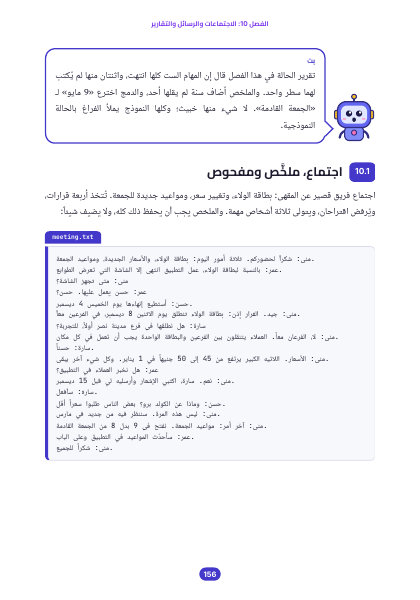 الفصل 10: الاجتماعات والرسائل والتقارير
بت
تقرير الحالة في هذا الفصل قال إن المهام الست كلها انتهت، واثنتان منها لم يُكتب
لهما سطر واحد. والملخص أضاف سنة لم يقلها أحد، والدمج اخترع «9 مايو» لـ
«الجمعة القادمة». لا شيء منها خبيث؛ وكلها النموذج يملأ الفراغ بالحالة
النموذجية.
10.1 اجتماع، ملخَّص ومفحوص
اجتماع فريق قصير عن المقهى: بطاقة الولاء، وتغيير سعر، ومواعيد جديدة للجمعة. تُتخذ أربعة قرارات،
ويُرفض اقتراحان، ويتولى ثلاثة أشخاص مهمة. والملخص يجب أن يحفظ ذلك كله، ولا يضيف شيئاً:
meeting.txt
منى: شكراً لحضوركم. ثلاثة أمور اليوم: بطاقة الولاء، والأسعار الجديدة، ومواعيد الجمعة.
عمر: بالنسبة لبطاقة الولاء، عمل التطبيق انتهى إلا الشاشة التي تعرض الطوابع.
منى: متى تجهز الشاشة؟
عمر: حسن يعمل عليها. حسن؟
حسن: أستطيع إنهاءها يوم الخميس 4 ديسمبر.
منى: جيد. القرار إذن: بطاقة الولاء تنطلق يوم الاثنين 8 ديسمبر، في الفرعين معاً.
سارة: هل نطلقها في فرع مدينة نصر أولاً، للتجربة؟
منى: لا، الفرعان معاً. العملاء يتنقلون بين الفرعين والبطاقة الواحدة يجب أن تعمل في كل مكان.
سارة: حسناً.
منى: الأسعار. اللاتيه الكبير يرتفع من 45 إلى 50 جنيهاً في 1 يناير. وكل شيء آخر يبقى.
عمر: هل نخبر العملاء في التطبيق؟
منى: نعم. سارة، اكتبي الإشعار وأرسليه لي قبل 15 ديسمبر.
سارة: سأفعل.
حسن: وماذا عن الكولد برو؟ بعض الناس طلبوا سعراً أقل.
منى: ليس هذه المرة. سننظر فيه من جديد في مارس.
منى: آخر أمر: مواعيد الجمعة. نفتح في 9 بدل 8 من الجمعة القادمة.
عمر: سأحدّث المواعيد في التطبيق وعلى الباب.
منى: شكراً للجميع.
156